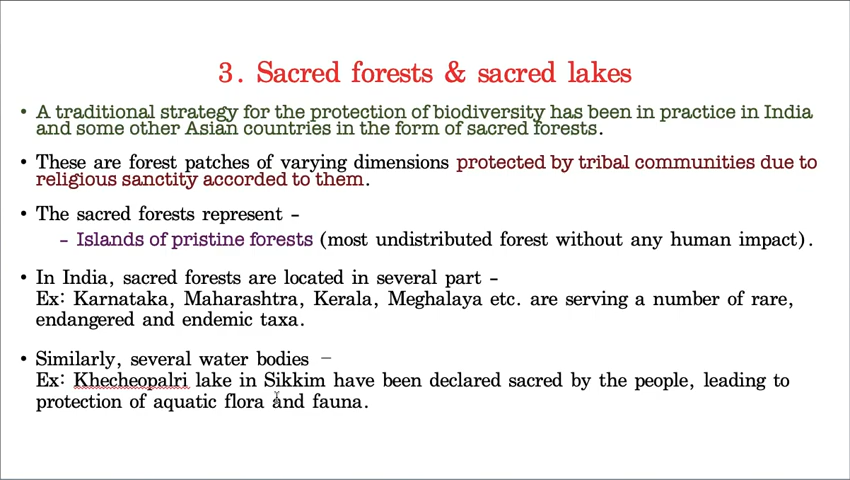 3. Sacred forests & sacred lakes
• A traditional strategy for the protection of biodiversity has been in practice in India
and some other Asian countries in the form of sacred forests.
• These are forest patches of varying dimensions protected by tribal communities due to
religious sanctity accorded to them.
• The sacred forests represent -
- Islands of pristine forests (most undistributed forest without any human impact).
• In India, sacred forests are located in several part -
Ex: Karnataka, Maharashtra, Kerala, Meghalaya etc. are serving a number of rare,
endangered and endemic taxa.
• Similarly, several water bodies –
Ex: Khecheopalri lake in Sikkim have been declared sacred by the people, leading to
protection of aquatic flora and fauna.